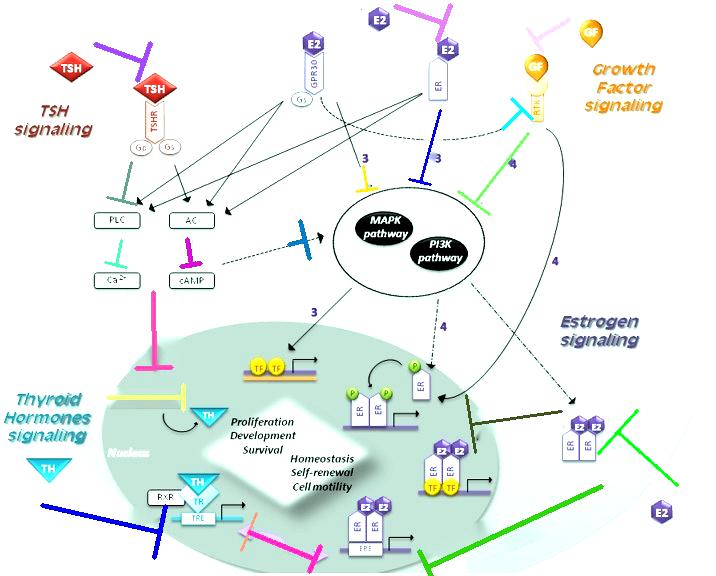 E2
E2
E2
GF
Growth
Factor
signaling
TSH
TSH
TSH
signaling
TSHR
GPR30
ER
GF
RTK
Gs
Gp
Gs
3
3
4
PLC
AC
MAPK
pathway
PI3K
pathway
Ca2+
cAMP
4
3
4
Estrogen
signaling
TF TF
P
ER
P P
ER ER
Thyroid
Hormones
signaling
TH
Proliferation
Development
Survival
Homeostasis
Self-renewal
Cell motility
Nucleus
E2 E2
ER ER
E2 E2
ER ER
TF TF
TH
TH
RXR
TR
TRE
E2 E2
ER ER
ERE
E2